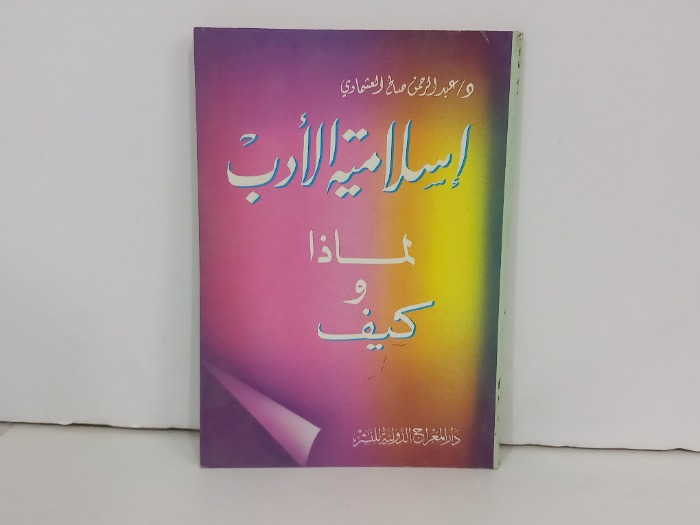 د/ عبد الرحمن صالح العشماوي
إسلامية الأدب
لماذا
و
كيف
دار المعراج الدولية للنشر